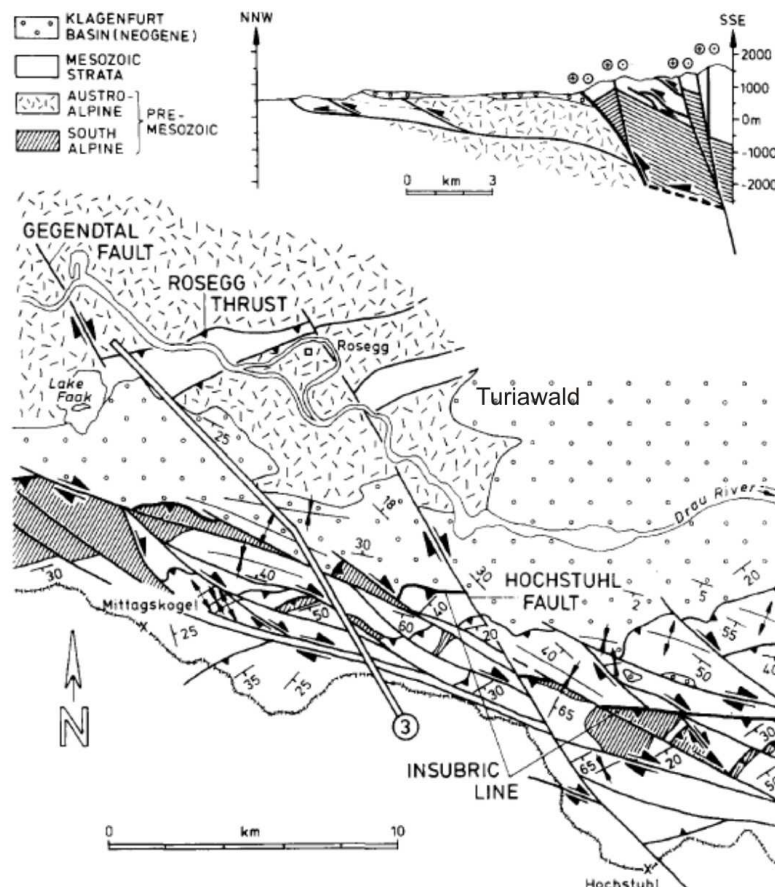 KLAGENFURT
BASIN (NEOGENE)
MESOZOIC
STRATA
AUSTRO-
ALPINE
SOUTH
ALPINE
PRE-
MESOZOIC
NNW
SSE
2000
1000
0m
-1000
-2000
0 km 3
GEGENDTAL
FAULT
ROSEGG
THRUST
Rosegg
Lake
Faak
Turiawald
Drau River
25
18
30
30
HOCHSTUHL
FAULT
2
5
20
55
50
40
30
Mittagskogel
40
50
60
40
20
40
40
25
35
25
30
65
30
20
50
65
N
3
INSUBRIC
LINE
0 km 10
Hochstuhl